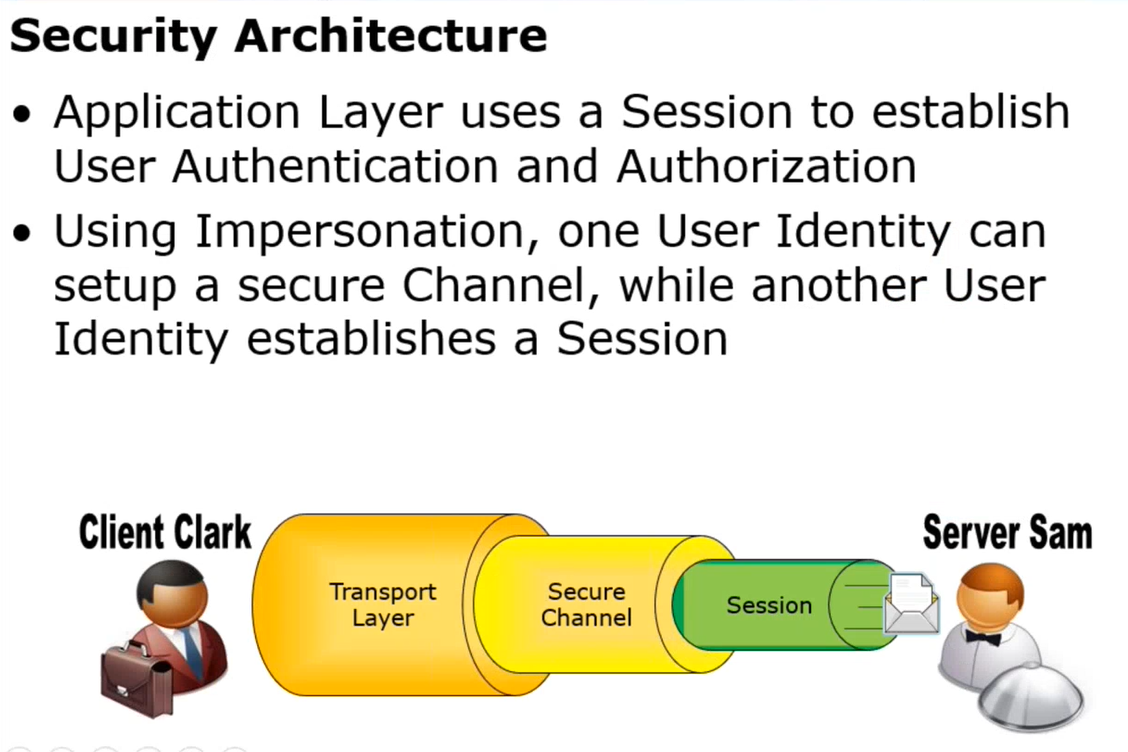 Security Architecture
• Application Layer uses a Session to establish
User Authentication and Authorization
• Using Impersonation, one User Identity can
setup a secure Channel, while another User
Identity establishes a Session
Client Clark
Server Sam
Transport
Layer
Secure
Channel
Session